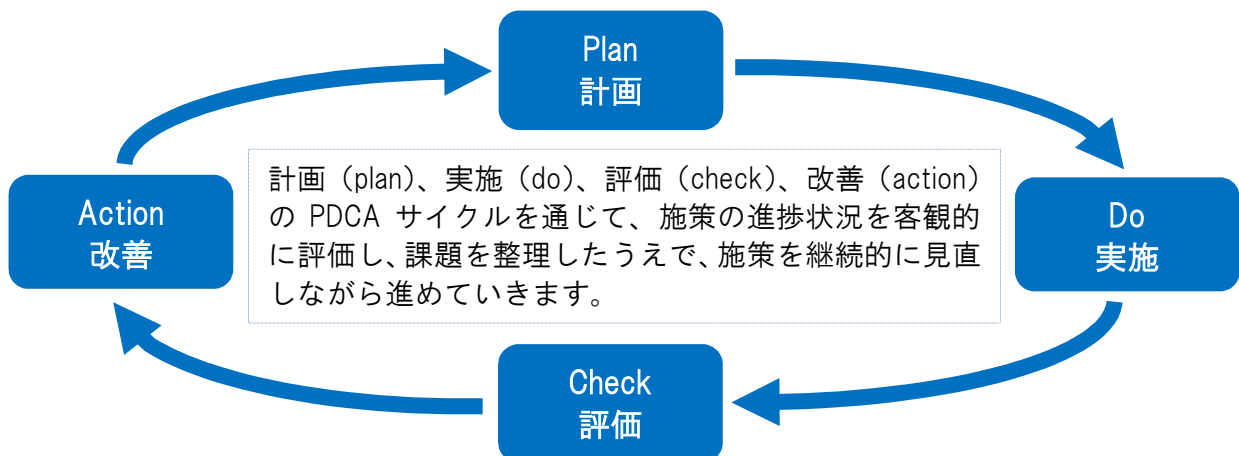 Plan
計画
Action
改善
計画（plan）、実施（do）、評価（check）、改善（action）
の PDCA サイクルを通じて、施策の進捗状況を客観的
に評価し、課題を整理したうえで、施策を継続的に見直
しながら進めていきます。
Do
実施
Check
評価